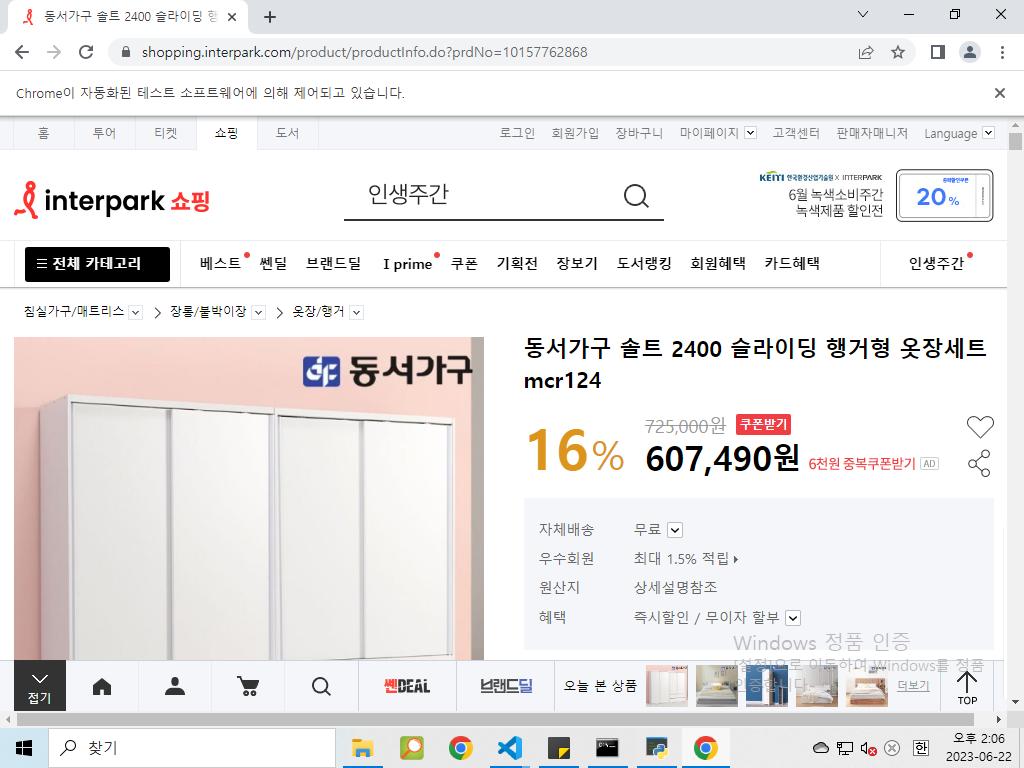 동서가구 솔트 2400 슬라이딩 행
shopping.interpark.com/product/productInfo.do?prdNo=10157762868
Chrome이 자동화된 테스트 소프트웨어에 의해 제어되고 있습니다.
홈 투어 티켓 쇼핑 도서 로그인 회원가입 장바구니 마이페이지 고객센터 판매자매니저 Language
interpark 쇼핑 인생주간
KEITI 한국환경산업기술원 X INTERPARK
6월 녹색소비주간
녹색제품 할인전
20%
전체 카테고리 베스트 쎈딜 브랜드딜 I prime 쿠폰 기획전 장보기 도서랭킹 회원혜택 카드혜택 인생주간
침실가구/매트리스 장롱/붙박이장 옷장/행거
동서가구
동서가구 솔트 2400 슬라이딩 행거형 옷장세트
mcr124
16% 725,000원 쿠폰받기
607,490원 6천원 중복쿠폰받기 AD
자체배송 무료
우수회원 최대 1.5% 적립
원산지 상세설명참조
혜택 즉시할인 / 무이자 할부
Windows 정품 인증
[설정]으로 이동하여 Windows를 정품
인증합니다.
접기 쎈DEAL 브랜드딜 오늘 본 상품 더보기 TOP
찾기
오후 2:06
한
2023-06-22